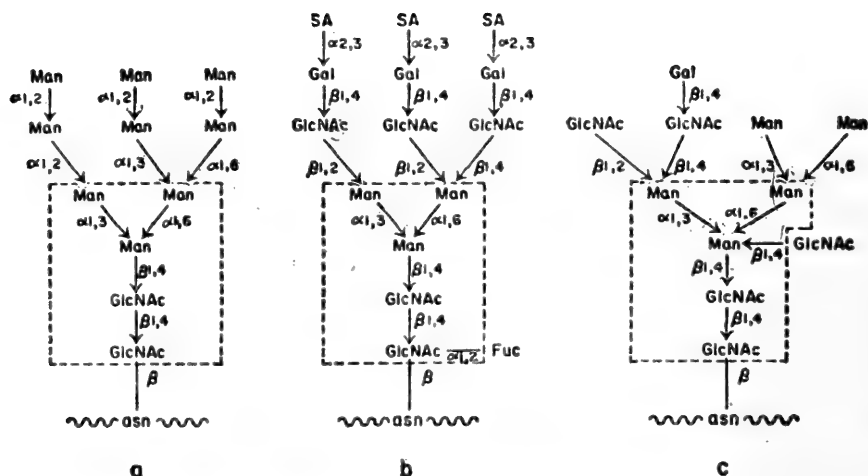 SA SA SA
α2,3 α2,3 α2,3
Man Man Man Gal Gal Gal Gal
α1,2 α1,2 α1,2 β1,4 β1,4 β1,4 β1,4
Man Man Man GlcNAc GlcNAc GlcNAc GlcNAc GlcNAc Man Man
α1,2 α1,3 α1,6 β1,2 β1,2 β1,4 β1,2 β1,4 α1,3 α1,6
Man Man Man Man Man Man
α1,3 α1,6 α1,3 α1,6 α1,3 α1,6
Man Man Man β1,4 GlcNAc
β1,4 β1,4 β1,4
GlcNAc GlcNAc GlcNAc
β1,4 β1,4 β1,4
GlcNAc GlcNAc α1,2 Fuc GlcNAc
β β β
asn asn asn
a b c